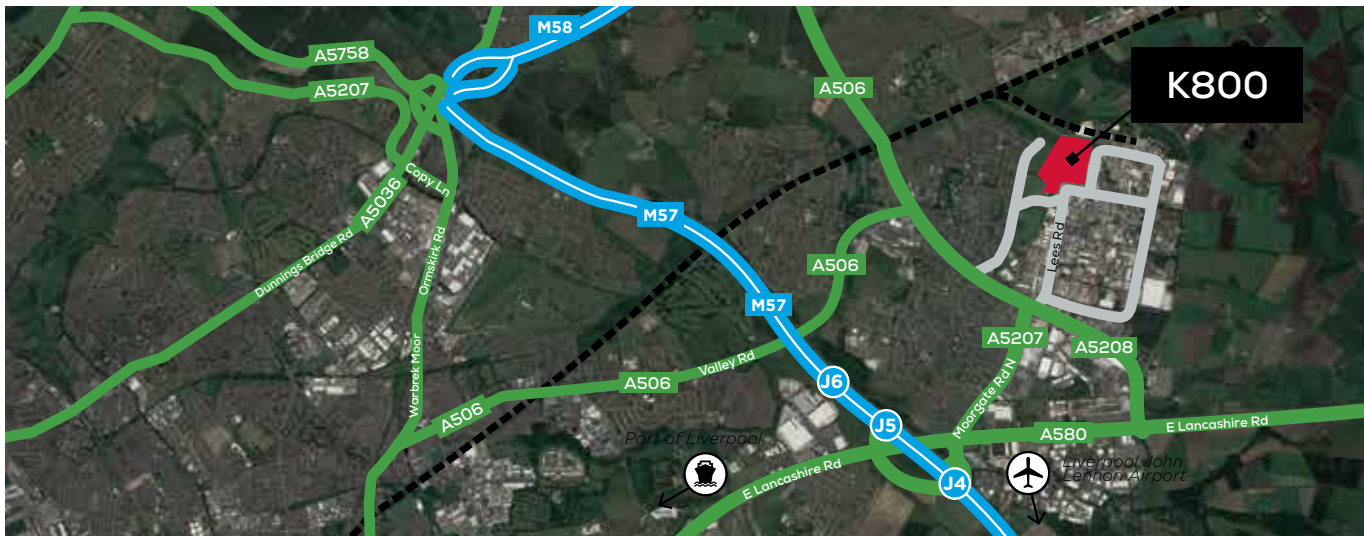 M58
A5758
A5207
A506
K800
Copy Ln
A5036
M57
Dunnings Bridge Rd
Ormskirk Rd
Lees Rd
A506
M57
A5207
A5208
Warbrek Moor
Valley Rd
A506
J6
Moorgate Rd N
A506
J5
E Lancashire Rd
A580
Port of Liverpool
Liverpool John
Lennon Airport
E Lancashire Rd
J4